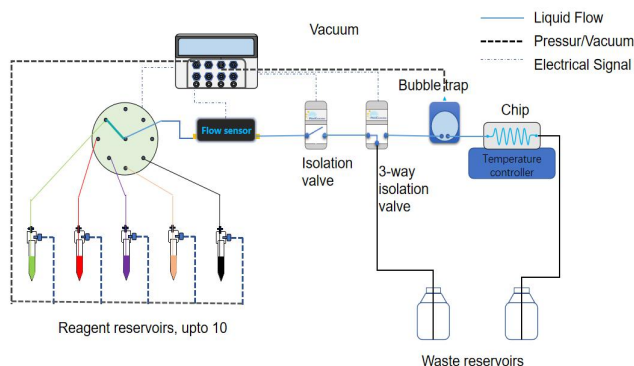 Vacuum
Liquid Flow
Pressur/Vacuum
Electrical Signal
Bubble trap
Chip
Flow sensor
Isolation
valve
3-way
isolation
valve
Temperature
controller
Reagent reservoirs, upto 10
Waste reservoirs